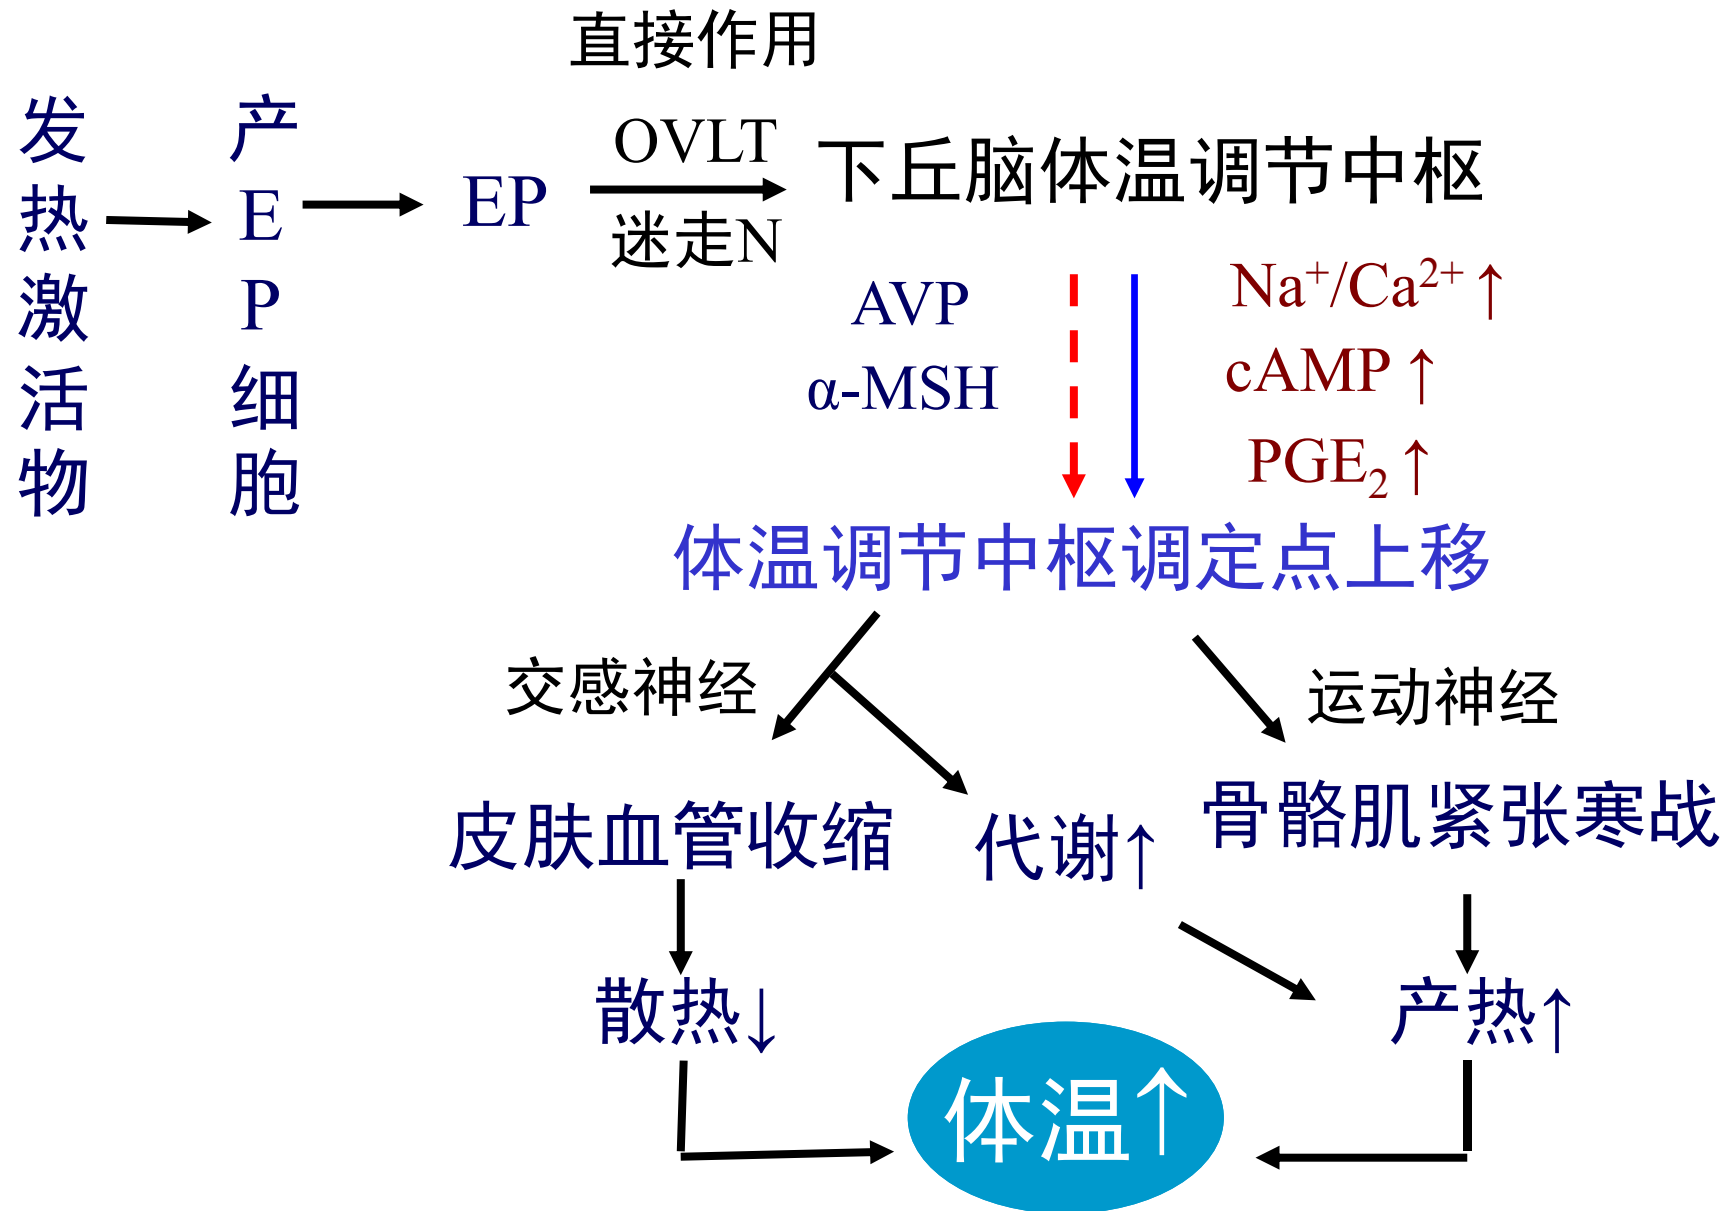 直接作用
发热激活物
产EP细胞
EP
OVLT
迷走N
下丘脑体温调节中枢
AVP
α-MSH
Na⁺/Ca²⁺↑
cAMP↑
PGE₂↑
体温调节中枢调定点上移
交感神经
运动神经
皮肤血管收缩
代谢↑
骨骼肌紧张寒战
散热↓
产热↑
体温↑